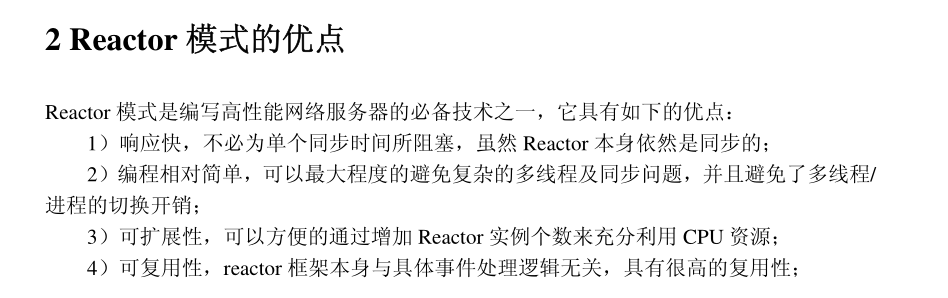 2 Reactor 模式的优点
Reactor 模式是编写高性能网络服务器的必备技术之一，它具有如下的优点：
1）响应快，不必为单个同步时间所阻塞，虽然 Reactor 本身依然是同步的；
2）编程相对简单，可以最大程度的避免复杂的多线程及同步问题，并且避免了多线程/
进程的切换开销；
3）可扩展性，可以方便的通过增加 Reactor 实例个数来充分利用 CPU 资源；
4）可复用性，reactor 框架本身与具体事件处理逻辑无关，具有很高的复用性；